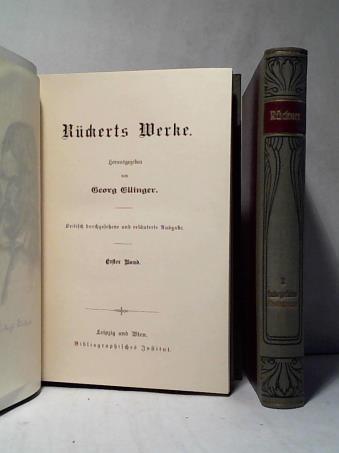 Rückerts Werke.
Herausgegeben
von
Georg Ellinger.
Kritisch durchgesehene und erläuterte Ausgabe.
Erster Band.
Leipzig und Wien.
Bibliographisches Institut.
Rückert
2